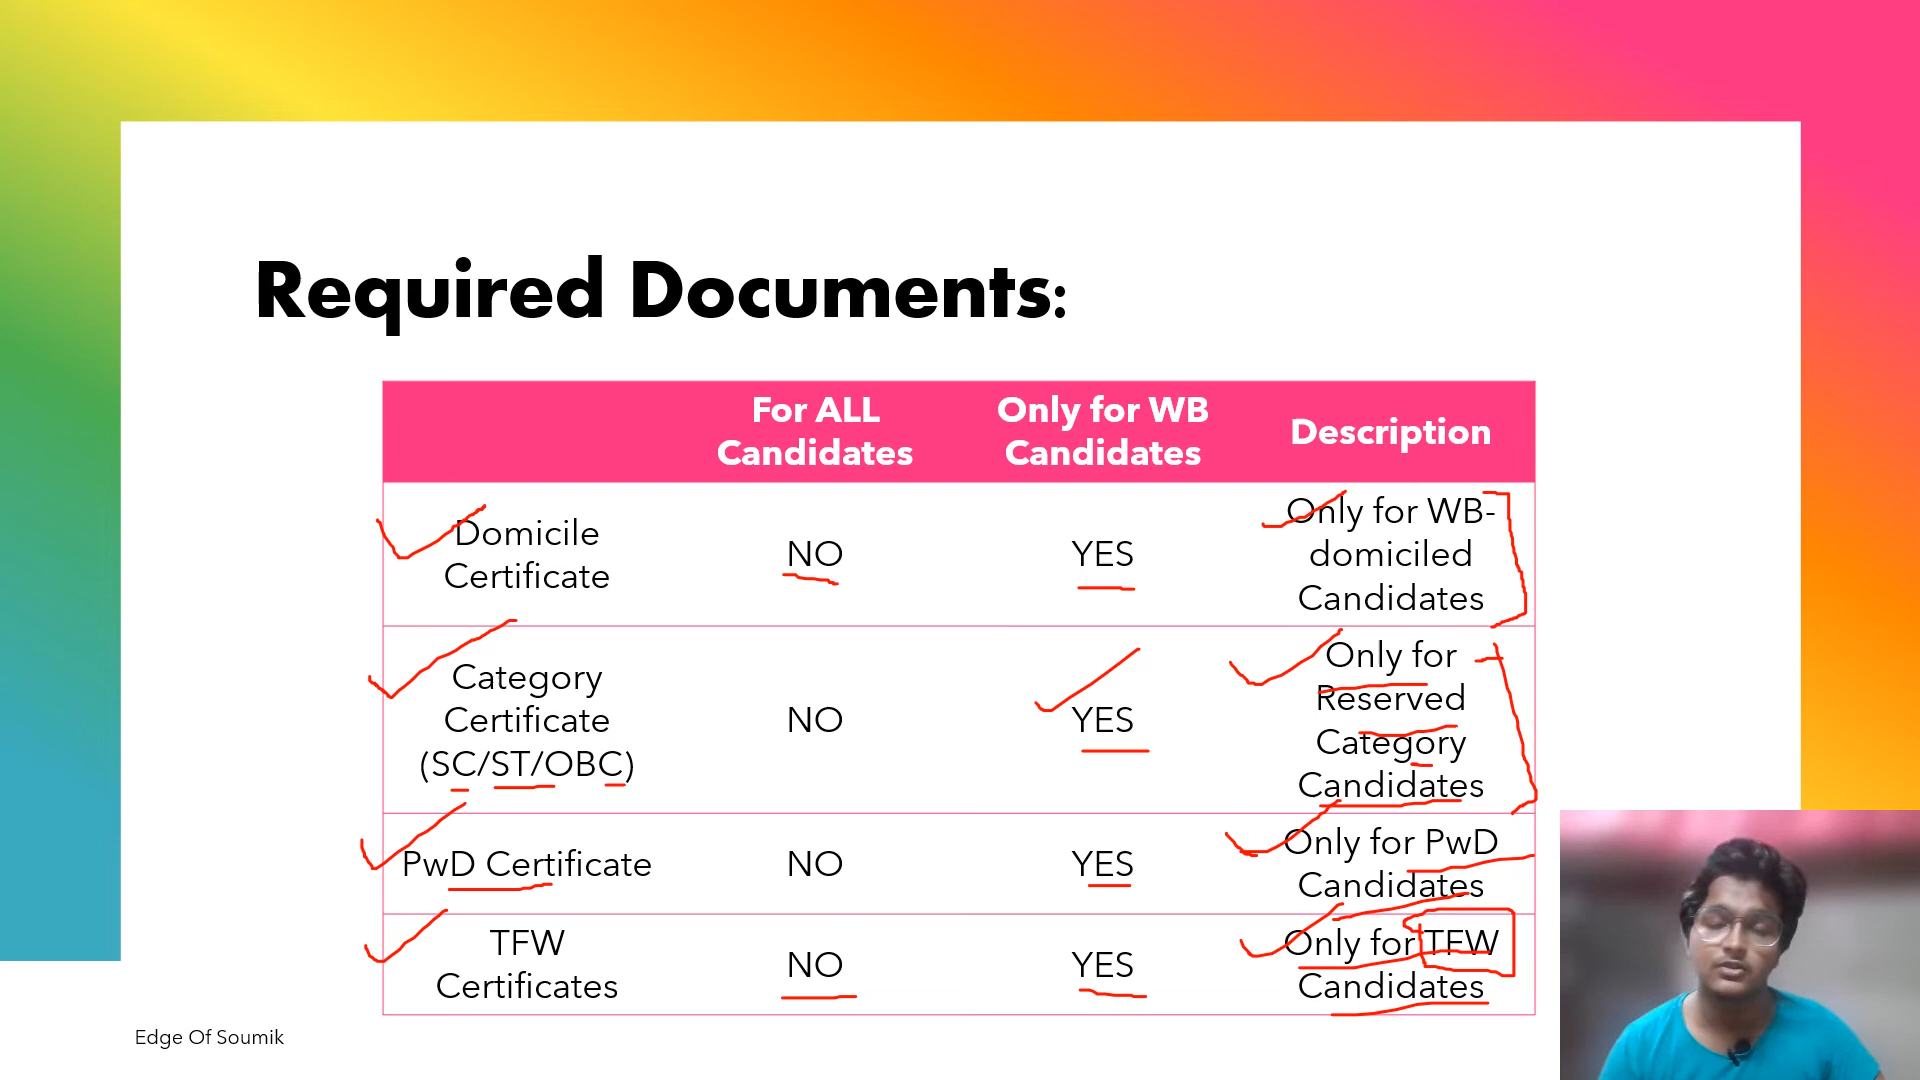 Required Documents:
For ALL
Candidates
Only for WB
Candidates
Description
Domicile
Certificate
NO
YES
Only for WB-
domiciled
Candidates
Category
Certificate
(SC/ST/OBC)
NO
YES
Only for
Reserved
Category
Candidates
PwD Certificate
NO
YES
Only for PwD
Candidates
TFW
Certificates
NO
YES
Only for TFW
Candidates
Edge Of Soumik